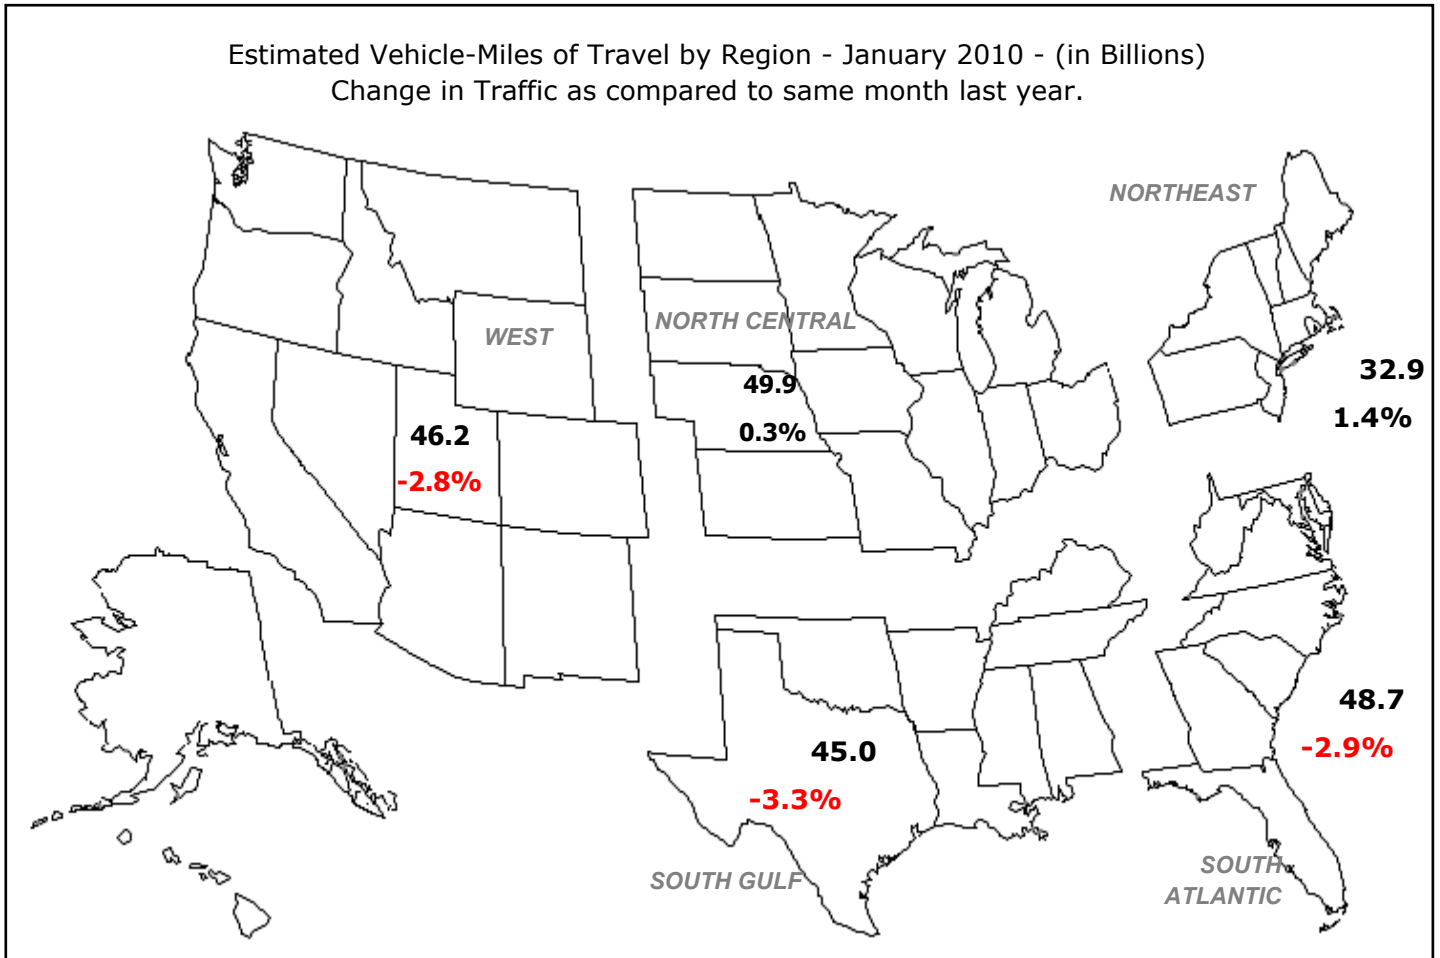 Estimated Vehicle-Miles of Travel by Region - January 2010 - (in Billions)
Change in Traffic as compared to same month last year.
NORTHEAST
32.9
1.4%
WEST
46.2
-2.8%
NORTH CENTRAL
49.9
0.3%
48.7
-2.9%
45.0
-3.3%
SOUTH GULF
SOUTH
ATLANTIC